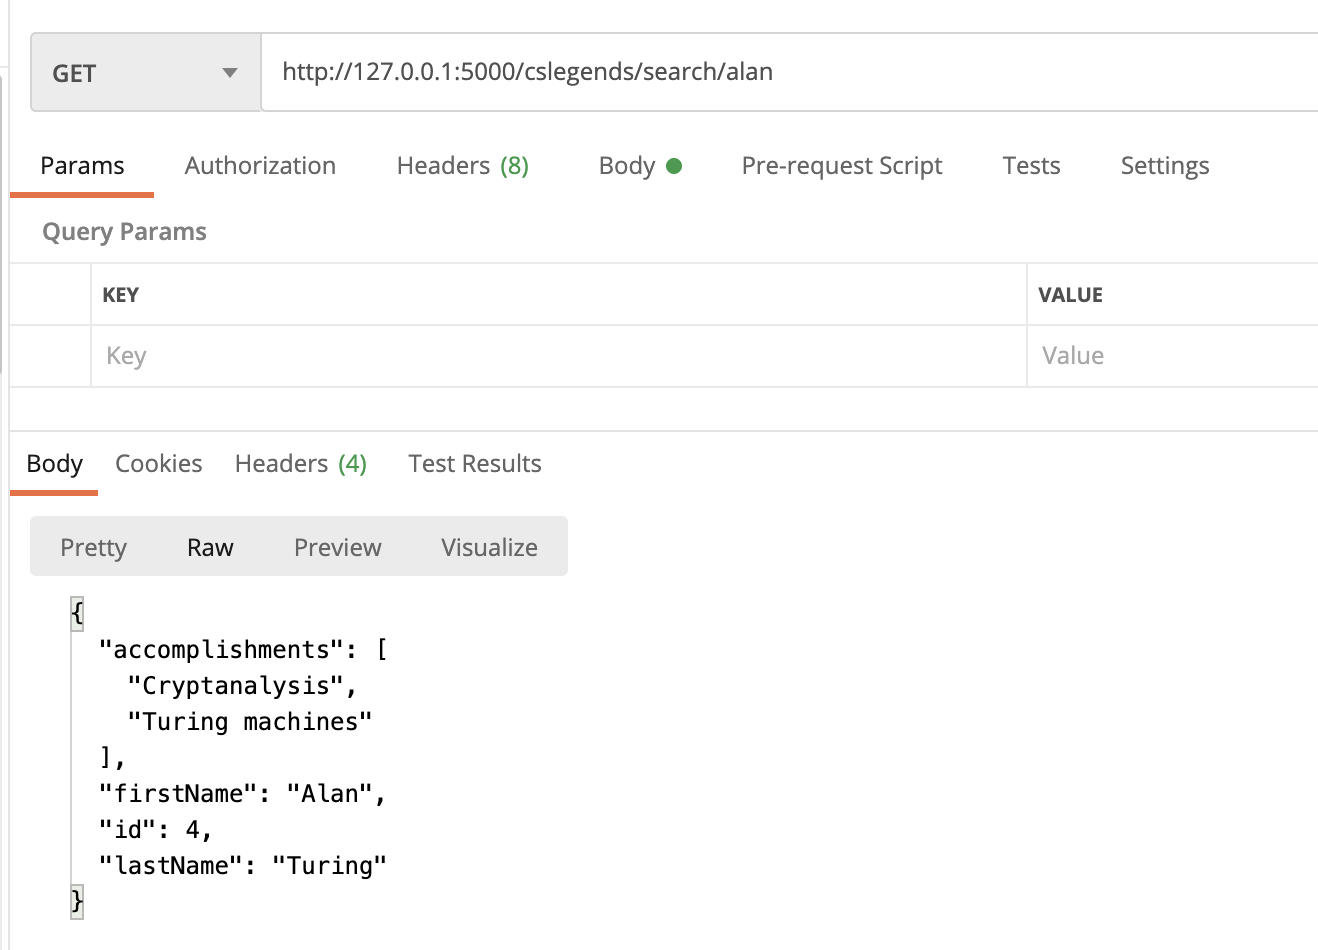 GET http://127.0.0.1:5000/cslegends/search/alan
Params Authorization Headers (8) Body Pre-request Script Tests Settings
Query Params
KEY VALUE
Key Value
Body Cookies Headers (4) Test Results
Pretty Raw Preview Visualize
{
  "accomplishments": [
    "Cryptanalysis",
    "Turing machines"
  ],
  "firstName": "Alan",
  "id": 4,
  "lastName": "Turing"
}